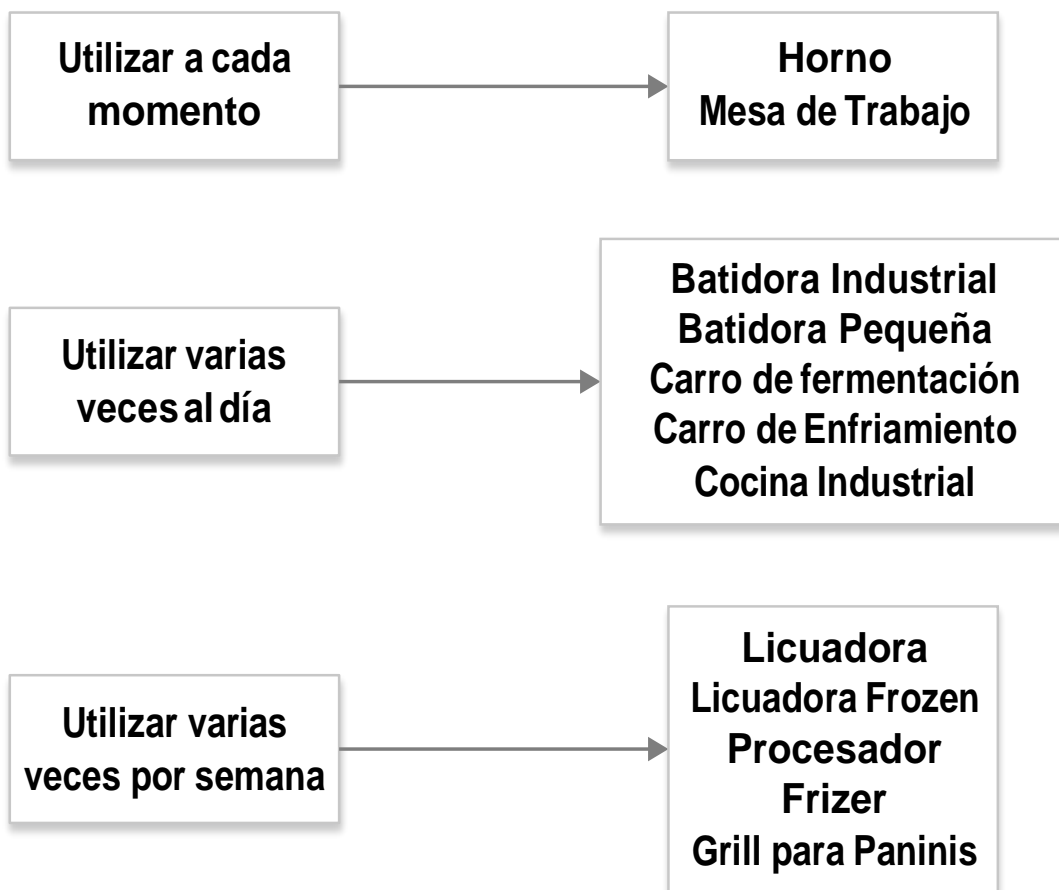 Utilizar a cada
momento
Horno
Mesa de Trabajo
Utilizar varias
veces al día
Batidora Industrial
Batidora Pequeña
Carro de fermentación
Carro de Enfriamiento
Cocina Industrial
Utilizar varias
veces por semana
Licuadora
Licuadora Frozen
Procesador
Frizer
Grill para Paninis